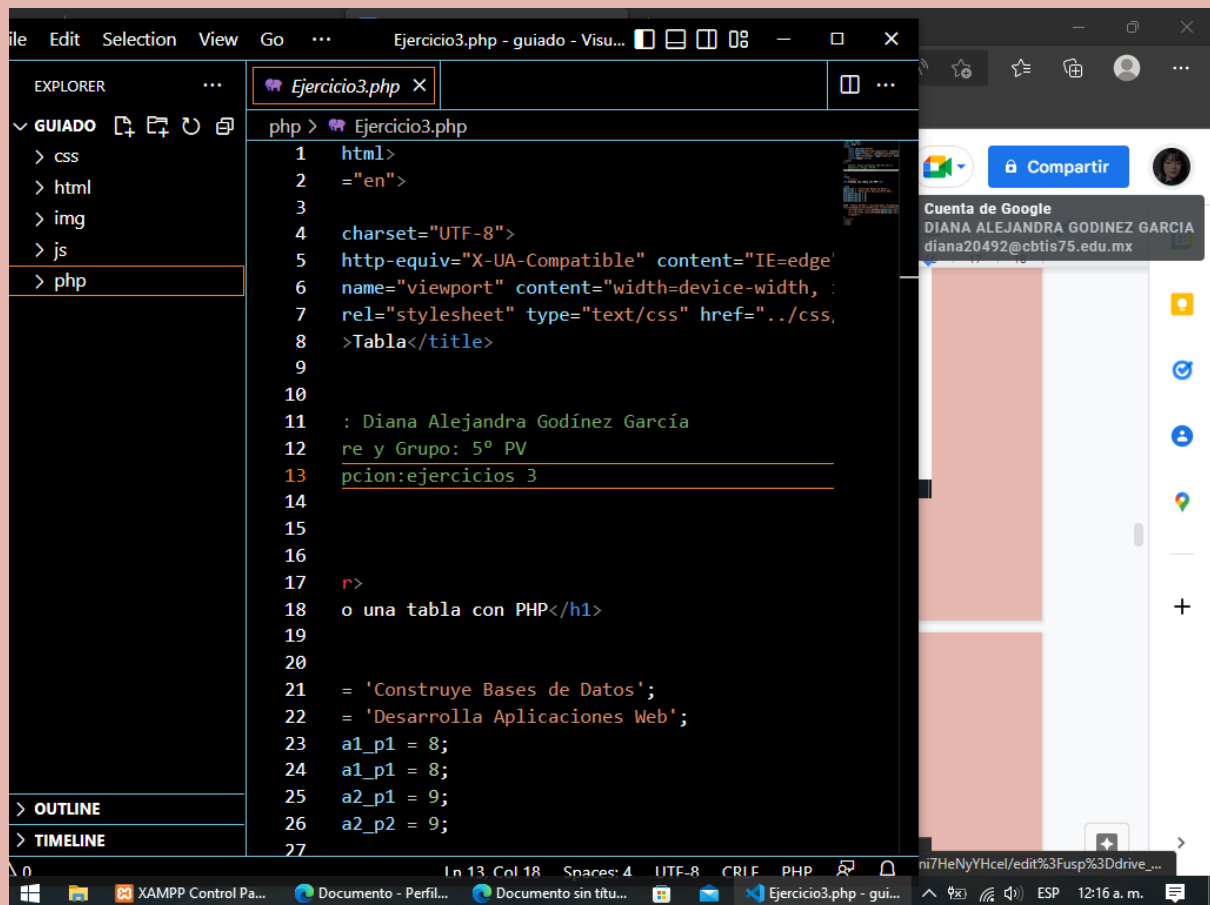 ile Edit Selection View Go ··· Ejercicio3.php - guiado - Visu...
EXPLORER ···
GUIADO
css
html
img
js
php
OUTLINE
TIMELINE
Ejercicio3.php
php > Ejercicio3.php
1 html>
2 ="en">
3
4 charset="UTF-8">
5 http-equiv="X-UA-Compatible" content="IE=edge"
6 name="viewport" content="width=device-width,
7 rel="stylesheet" type="text/css" href="../css/
8 >Tabla</title>
9
10
11 : Diana Alejandra Godínez García
12 re y Grupo: 5º PV
13 pcion:ejercicios 3
14
15
16
17 r>
18 o una tabla con PHP</h1>
19
20
21 = 'Construye Bases de Datos';
22 = 'Desarrolla Aplicaciones Web';
23 a1_p1 = 8;
24 a1_p1 = 8;
25 a2_p1 = 9;
26 a2_p2 = 9;
27
0 Ln 13, Col 18 Spaces: 4 UTF-8 CRLF PHP
Compartir
Cuenta de Google
DIANA ALEJANDRA GODINEZ GARCIA
diana20492@cbtis75.edu.mx
17 18
ni7HeNyYHceI/edit%3Fusp%3Ddrive_...
XAMPP Control Pa... Documento - Perfil... Documento sin títu... Ejercicio3.php - gui... ESP 12:16 a. m.